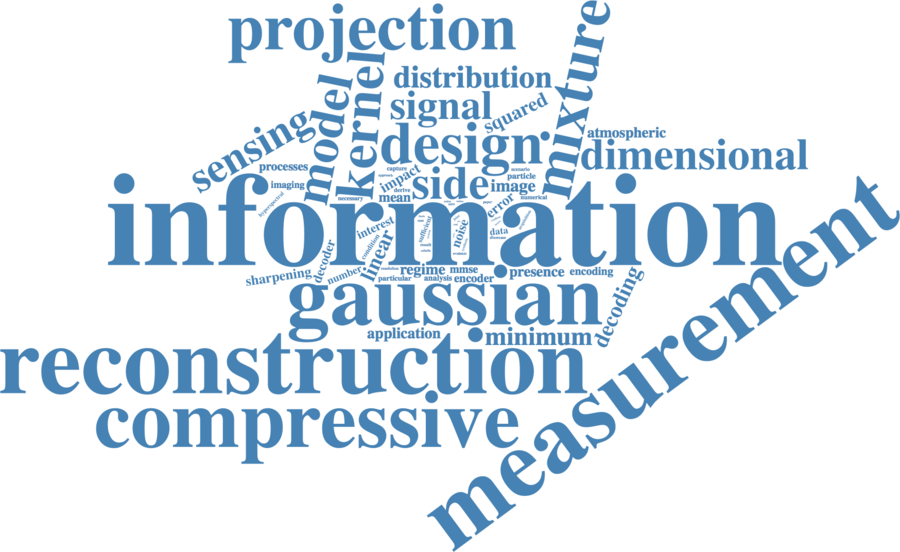 projection
mixture
model
kernel
distribution
signal
squared
sensing
design
atmospheric
dimensional
processes
capture
scenario
impact
particle
imaging
derive
side
image
necessary
mean
error
numerical
hyperspectral
information
measurement
interest
sufficient
noise
data
condition
linear
decoder
sharpening
number
regime
mmse
presence
encoding
particular
analysis
encoder
gaussian
decoding
application
minimum
reconstruction
compressive